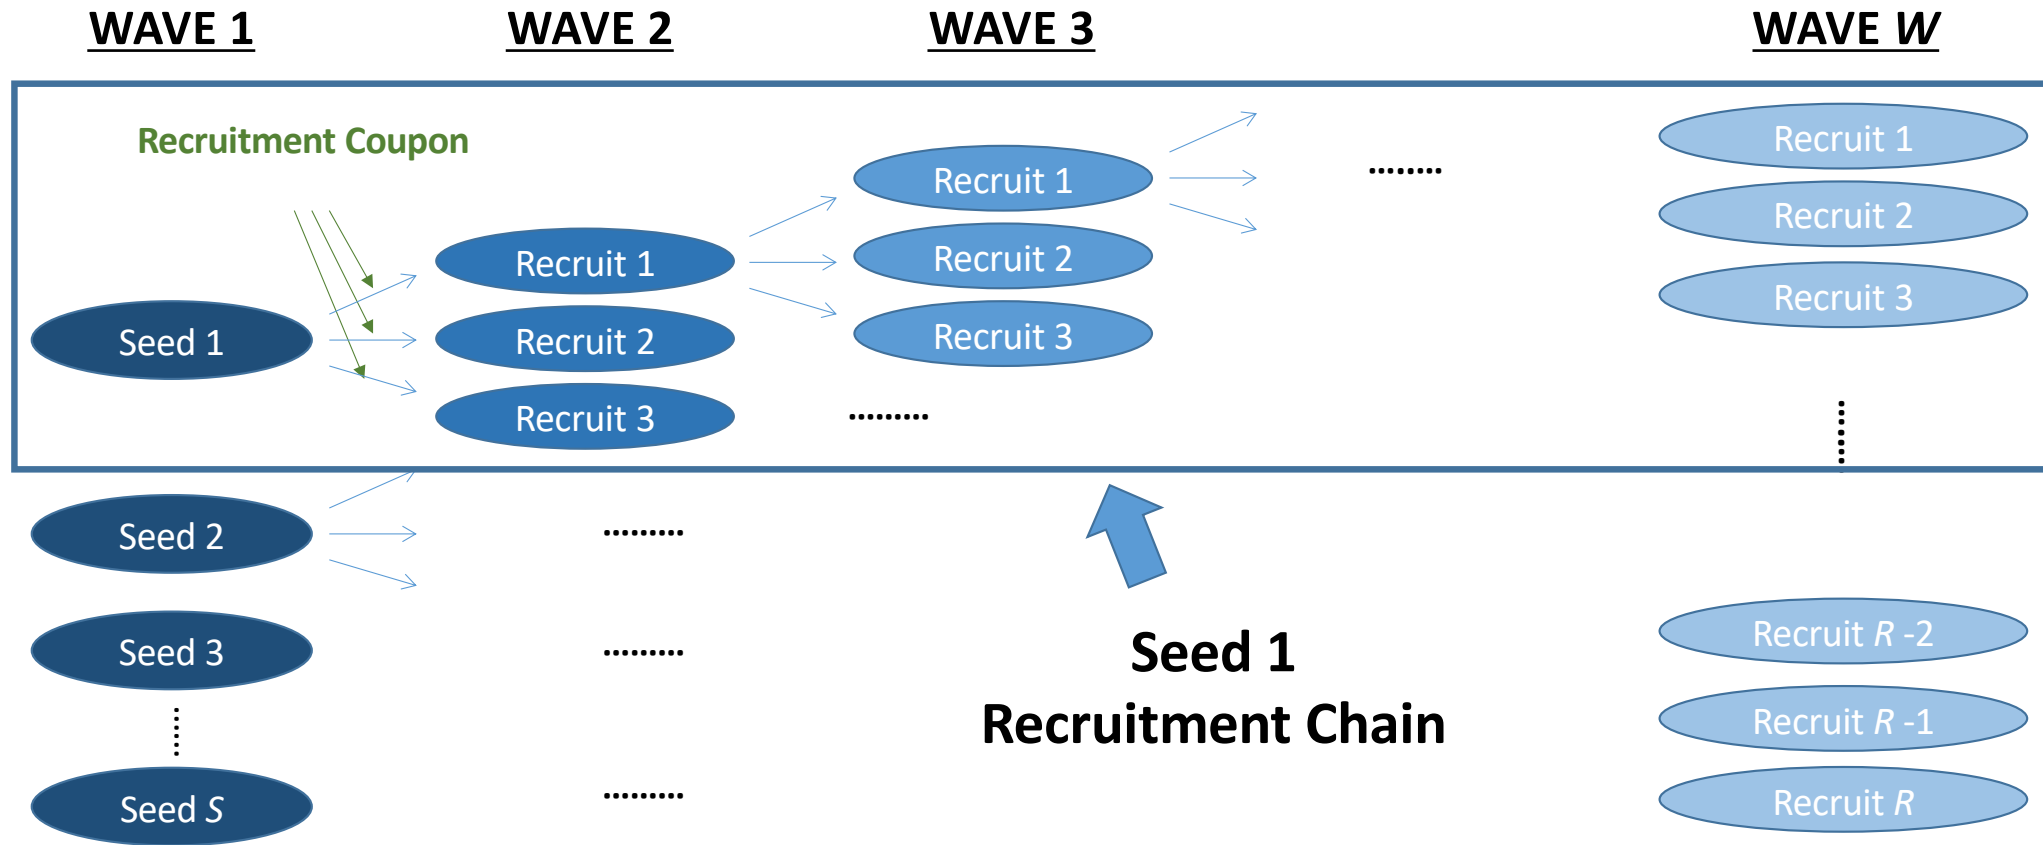 WAVE 1
WAVE 2
WAVE 3
WAVE W
Recruitment Coupon
Seed 1
Recruit 1
Recruit 2
Recruit 3
.........
Recruit 1
Recruit 2
Recruit 3
.........
........
Recruit 1
Recruit 2
Recruit 3
Seed 2
.........
Seed 3
.........
Seed S
.........
Seed 1
Recruitment Chain
Recruit R -2
Recruit R -1
Recruit R